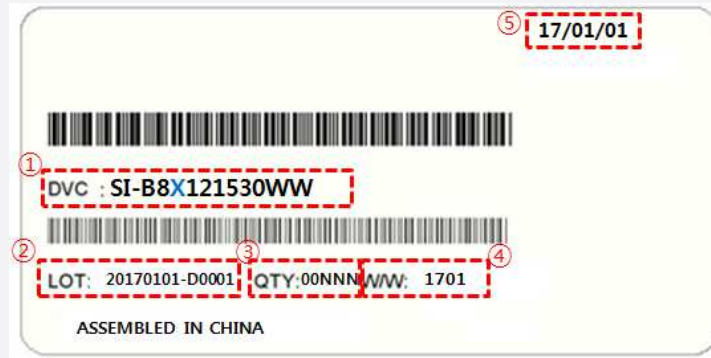 ⑤ 17/01/01
① DVC : SI-B8X121530WW
② ③ ④
LOT: 20170101-D0001 QTY:00NNN W/W: 1701
ASSEMBLED IN CHINA